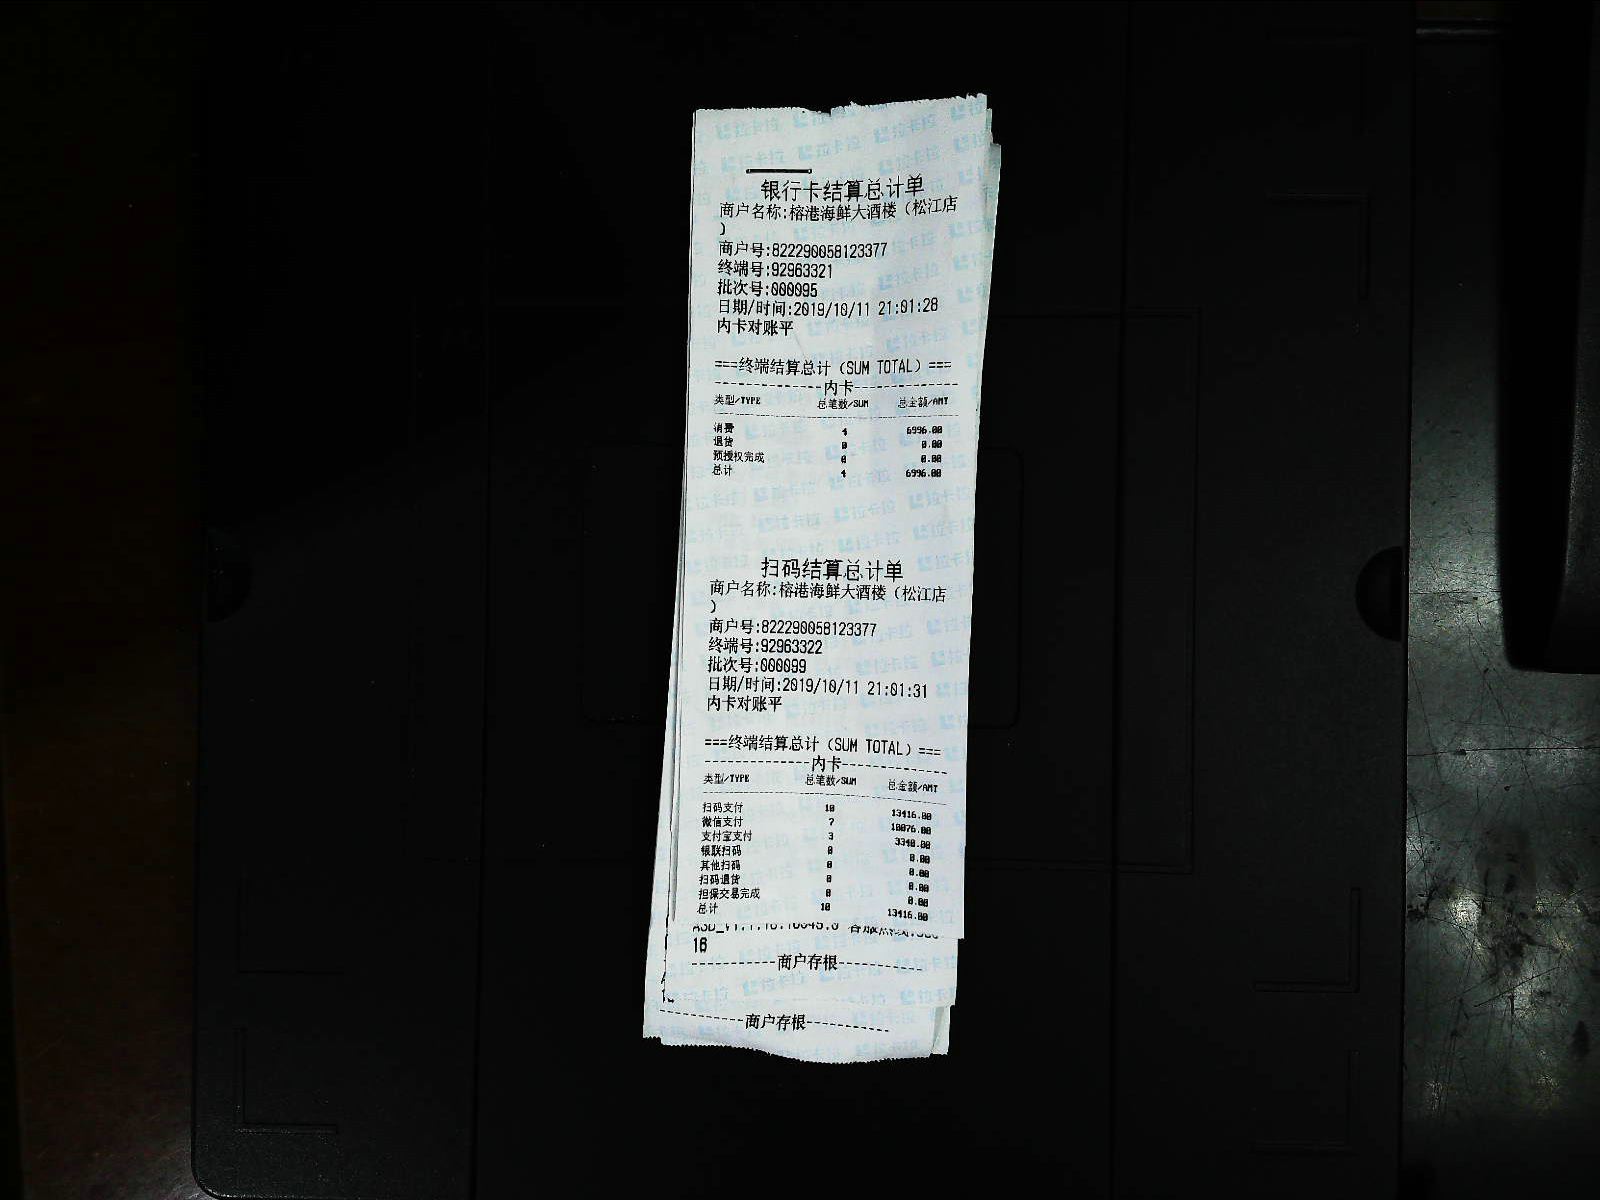 银行卡结算总计单
商户名称:榕港海鲜大酒楼（松江店
）
商户号:822290058123377
终端号:92963321
批次号:000095
日期/时间:2019/10/11 21:01:28
内卡对账平
===终端结算总计（SUM TOTAL）===
内卡
类型/TYPE 总笔数/SUM 总金额/AMT
消费 4 6996.00
退货 0 0.00
预授权完成 0 0.00
总计 4 6996.00
扫码结算总计单
商户名称:榕港海鲜大酒楼（松江店
）
商户号:822290058123377
终端号:92963322
批次号:000099
日期/时间:2019/10/11 21:01:31
内卡对账平
===终端结算总计（SUM TOTAL）===
内卡
类型/TYPE 总笔数/SUM 总金额/AMT
扫码支付 10 13416.00
微信支付 7 10076.00
支付宝支付 3 3340.00
银联扫码 0 0.00
其他扫码 0 0.00
扫码退货 0 0.00
担保交易完成 0 0.00
总计 10 13416.00
16
商户存根
商户存根